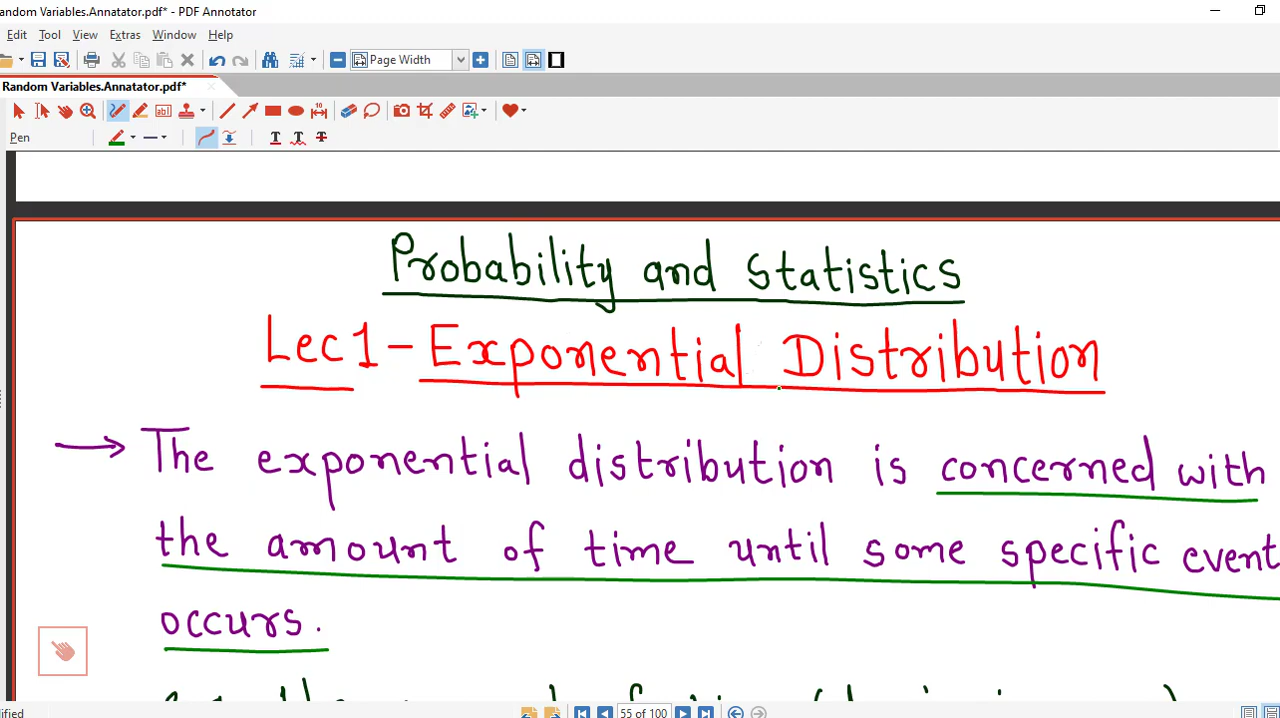 andom Variables.Annatator.pdf* - PDF Annotator
Edit Tool View Extras Window Help
Page Width
Random Variables.Annatator.pdf*
Pen
Probability and Statistics
Lec1- Exponential Distribution
→ The exponential distribution is concerned with
the amount of time until some specific event
occurs.
55 of 100
ified